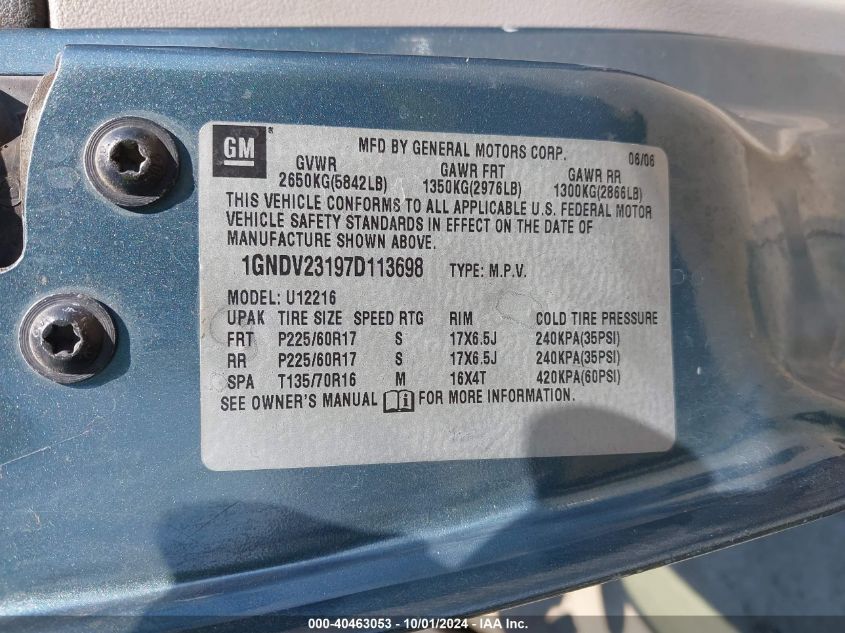 GM ®
MFD BY GENERAL MOTORS CORP. 06/06
GVWR GAWR FRT GAWR RR
2650KG(5842LB) 1350KG(2976LB) 1300KG(2866LB)
THIS VEHICLE CONFORMS TO ALL APPLICABLE U.S. FEDERAL MOTOR
VEHICLE SAFETY STANDARDS IN EFFECT ON THE DATE OF
MANUFACTURE SHOWN ABOVE.
1GNDV23197D113698 TYPE: M.P.V.
MODEL: U12216
UPAK TIRE SIZE SPEED RTG RIM COLD TIRE PRESSURE
FRT P225/60R17 S 17X6.5J 240KPA(35PSI)
RR P225/60R17 S 17X6.5J 240KPA(35PSI)
SPA T135/70R16 M 16X4T 420KPA(60PSI)
SEE OWNER'S MANUAL FOR MORE INFORMATION.
000-40463053 - 10/01/2024 - IAA Inc.